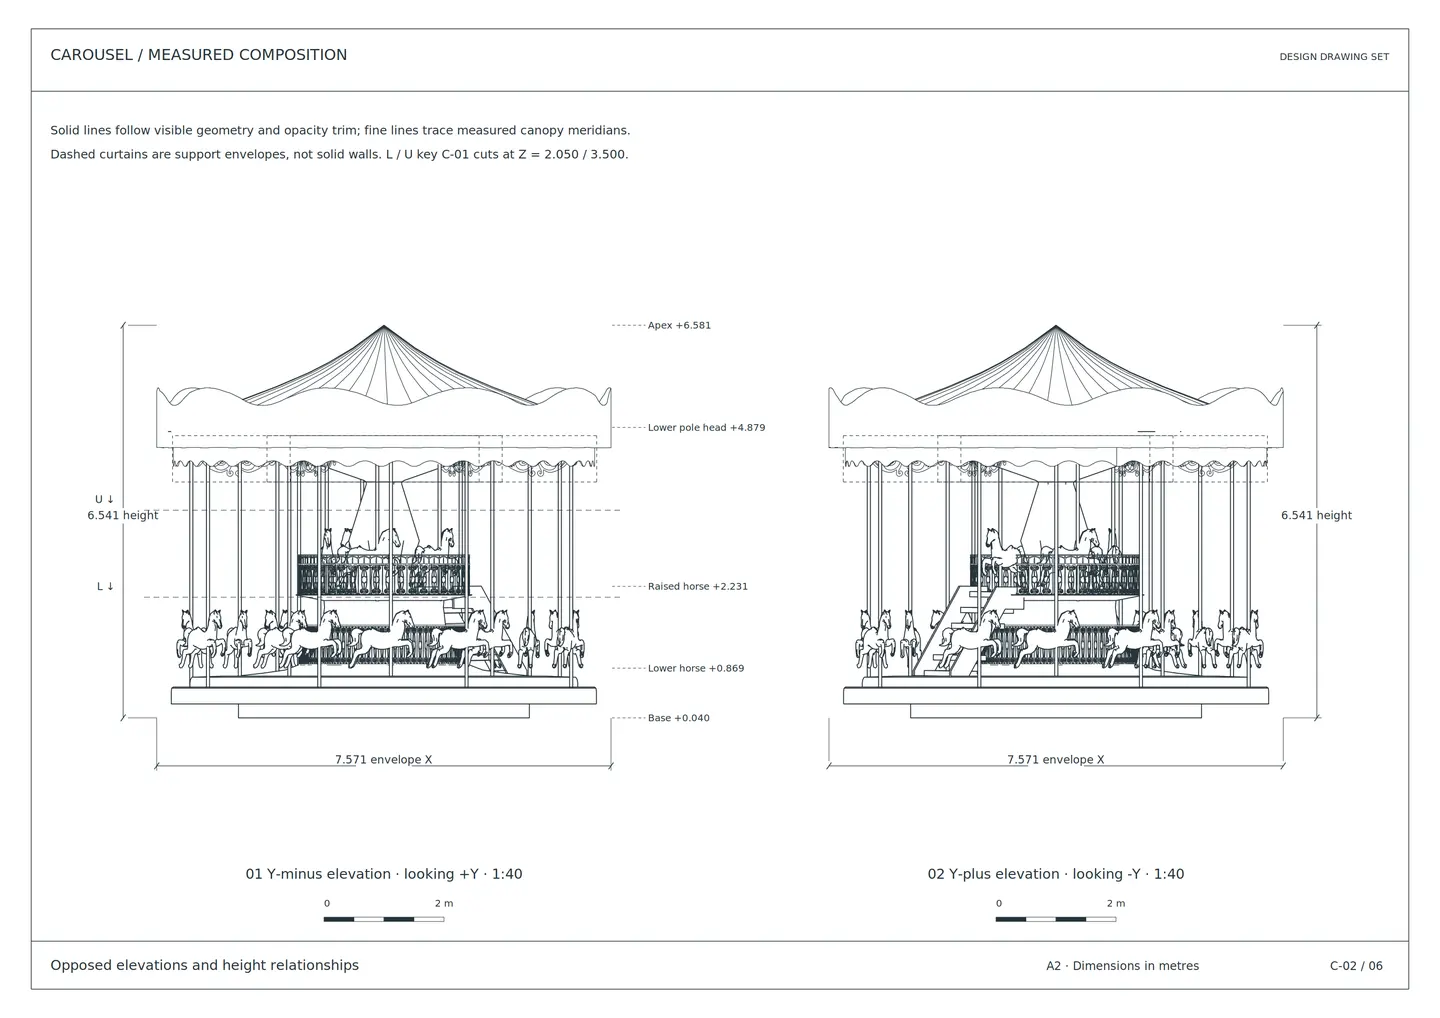 CAROUSEL / MEASURED COMPOSITION
DESIGN DRAWING SET
Solid lines follow visible geometry and opacity trim; fine lines trace measured canopy meridians.
Dashed curtains are support envelopes, not solid walls. L / U key C-01 cuts at Z = 2.050 / 3.500.
Apex +6.581
Lower pole head +4.879
U ↓
6.541 height
6.541 height
L ↓
Raised horse +2.231
Lower horse +0.869
Base +0.040
7.571 envelope X
7.571 envelope X
01 Y-minus elevation · looking +Y · 1:40
02 Y-plus elevation · looking -Y · 1:40
0 2 m
0 2 m
Opposed elevations and height relationships
A2 · Dimensions in metres
C-02 / 06